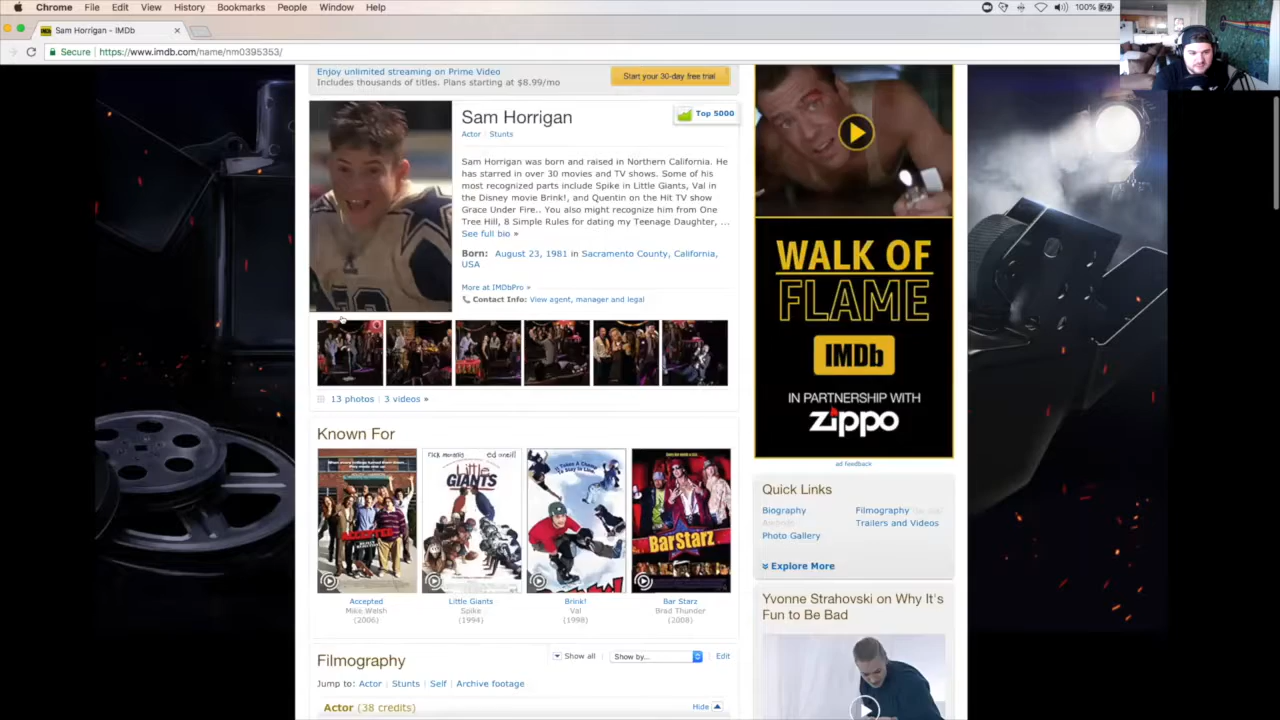 Chrome File Edit View History Bookmarks People Window Help
100%
Sam Horrigan - IMDb
Secure https://www.imdb.com/name/nm0395353/
Enjoy unlimited streaming on Prime Video
Includes thousands of titles. Plans starting at $8.99/mo
Start your 30-day free trial
Sam Horrigan
Top 5000
Actor | Stunts
Sam Horrigan was born and raised in Northern California. He
has starred in over 30 movies and TV shows. Some of his
most recognized parts include Spike in Little Giants, Val in
the Disney movie Brink!, and Quentin on the Hit TV show
Grace Under Fire.. You also might recognize him from One
Tree Hill, 8 Simple Rules for dating my Teenage Daughter, ...
See full bio »
Born: August 23, 1981 in Sacramento County, California,
USA
More at IMDbPro »
Contact Info: View agent, manager and legal
13 photos | 3 videos »
Known For
ACCEPTED
rick moranis ed o'neill
little GIANTS
BAR STARZ
Accepted
Mike Welsh
(2006)
Little Giants
Spike
(1994)
Brink!
Val
(1998)
Bar Starz
Brad Thunder
(2008)
Filmography
Show all | Show by... | Edit
Jump to: Actor | Stunts | Self | Archive footage
Actor (38 credits)
Hide
WALK OF
FLAME
IMDb
IN PARTNERSHIP WITH
zippo
ad feedback
Quick Links
Biography
Filmography
Awards
Trailers and Videos
Photo Gallery
Explore More
Yvonne Strahovski on Why It's
Fun to Be Bad